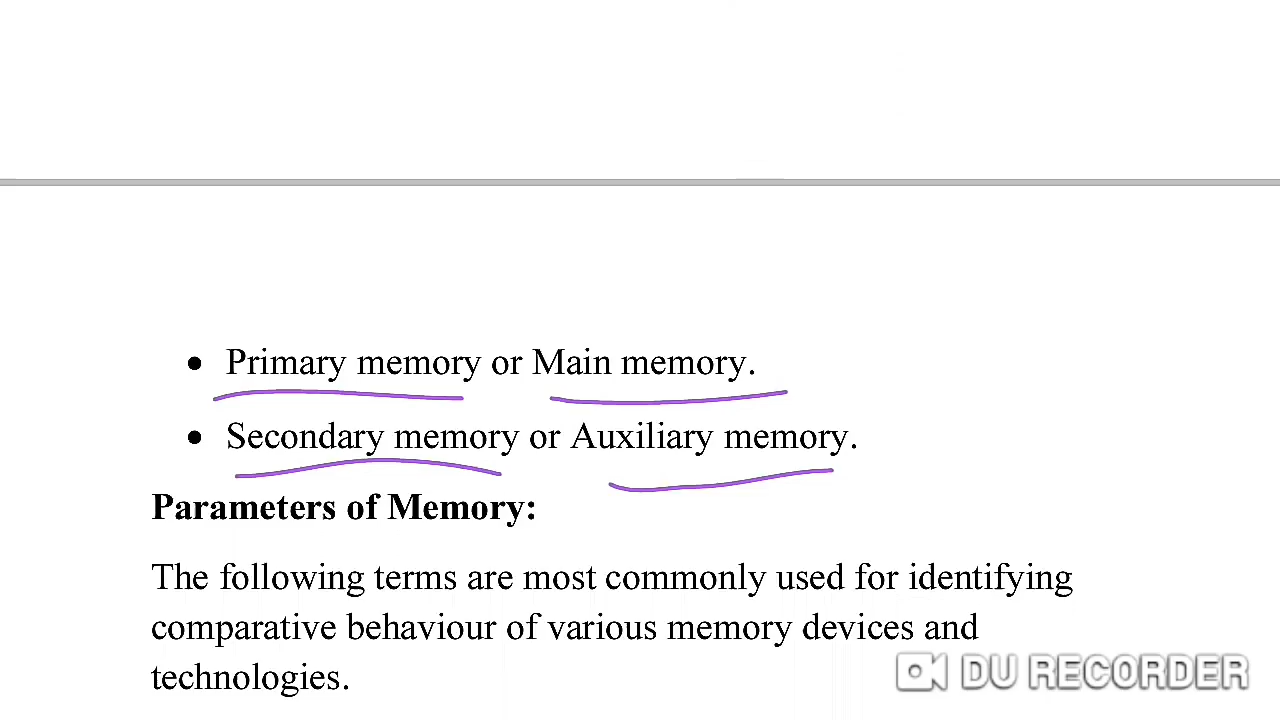 • Primary memory or Main memory.
• Secondary memory or Auxiliary memory.
Parameters of Memory:
The following terms are most commonly used for identifying
comparative behaviour of various memory devices and
technologies.
DU RECORDER